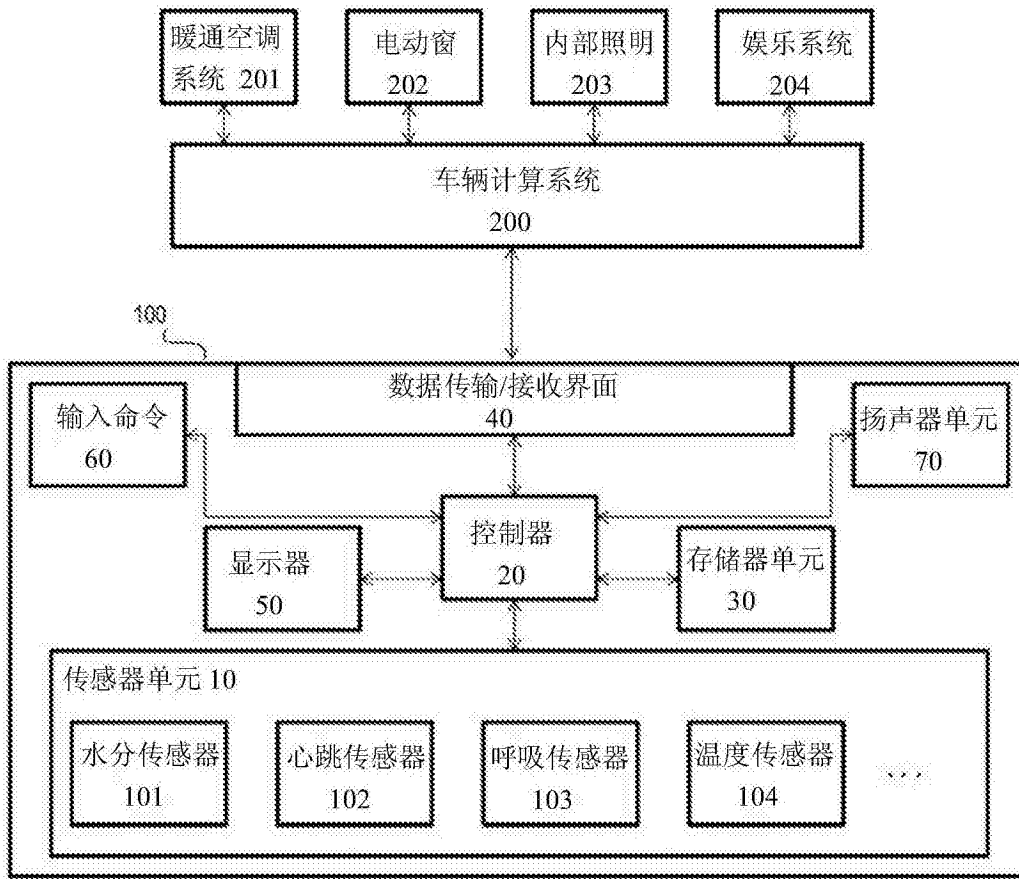 暖通空调
系统 201
电动窗
202
内部照明
203
娱乐系统
204
车辆计算系统
200
100
数据传输/接收界面
40
输入命令
60
扬声器单元
70
控制器
20
显示器
50
存储器单元
30
传感器单元 10
水分传感器
101
心跳传感器
102
呼吸传感器
103
温度传感器
104
...